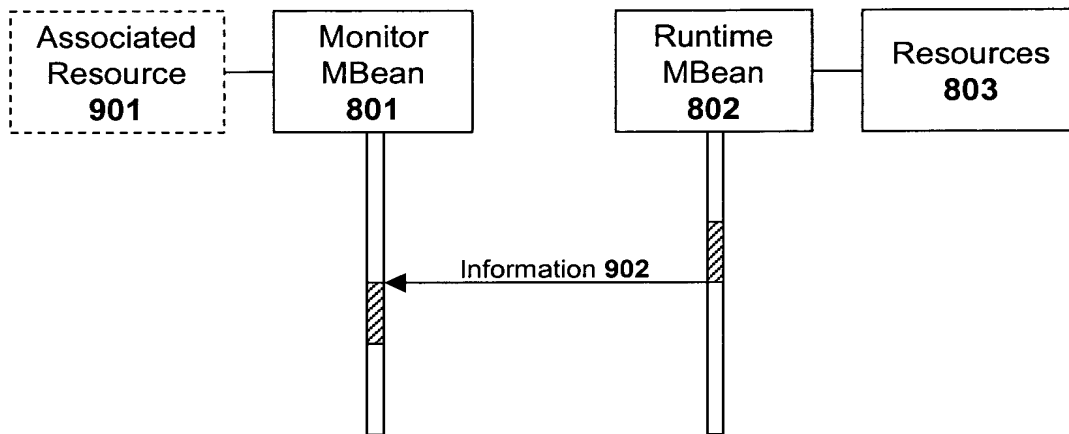 Associated
Resource
901
Monitor
MBean
801
Runtime
MBean
802
Resources
803
Information 902